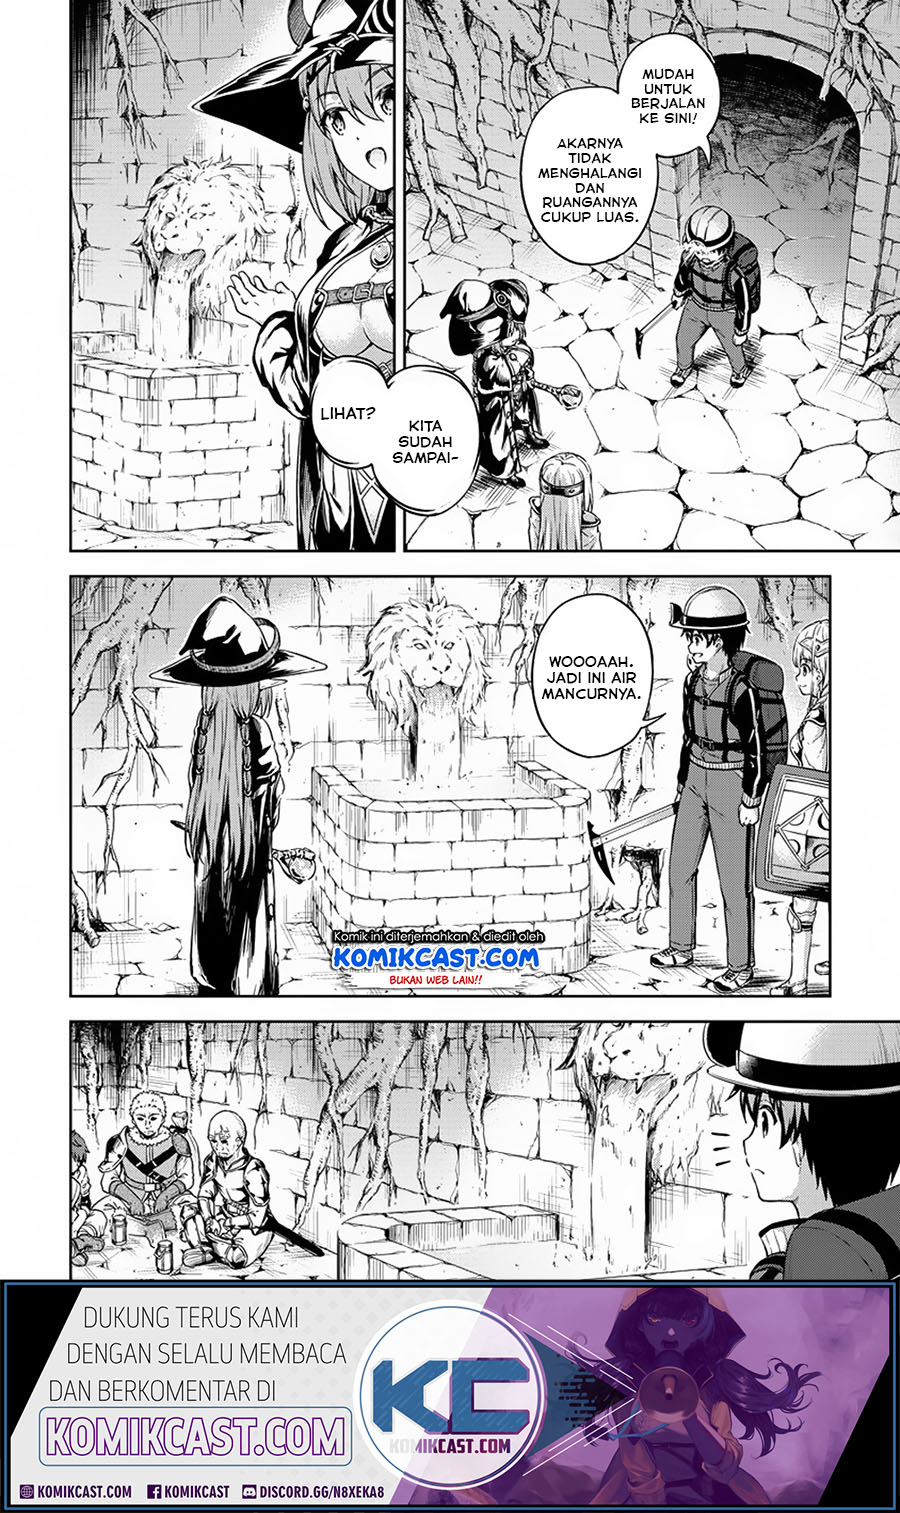 MUDAH
UNTUK
BERJALAN
KE SINI!
AKARNYA
TIDAK
MENGHALANGI
DAN
RUANGANNYA
CUKUP LUAS.
KITA
SUDAH
SAMPAI~
LIHAT?
WOOOAAH.
JADI INI AIR
MANCURNYA.
Komik ini diterjemahkan & diedit oleh
KOMIKCAST.COM
BUKAN WEB LAIN!!
DUKUNG TERUS KAMI
DENGAN SELALU MEMBACA
DAN BERKOMENTAR DI
KOMIKCAST.COM
KC
KOMIKCAST.COM
KOMIKCAST.COM KOMIKCAST DISCORD.GG/N8XEKA8